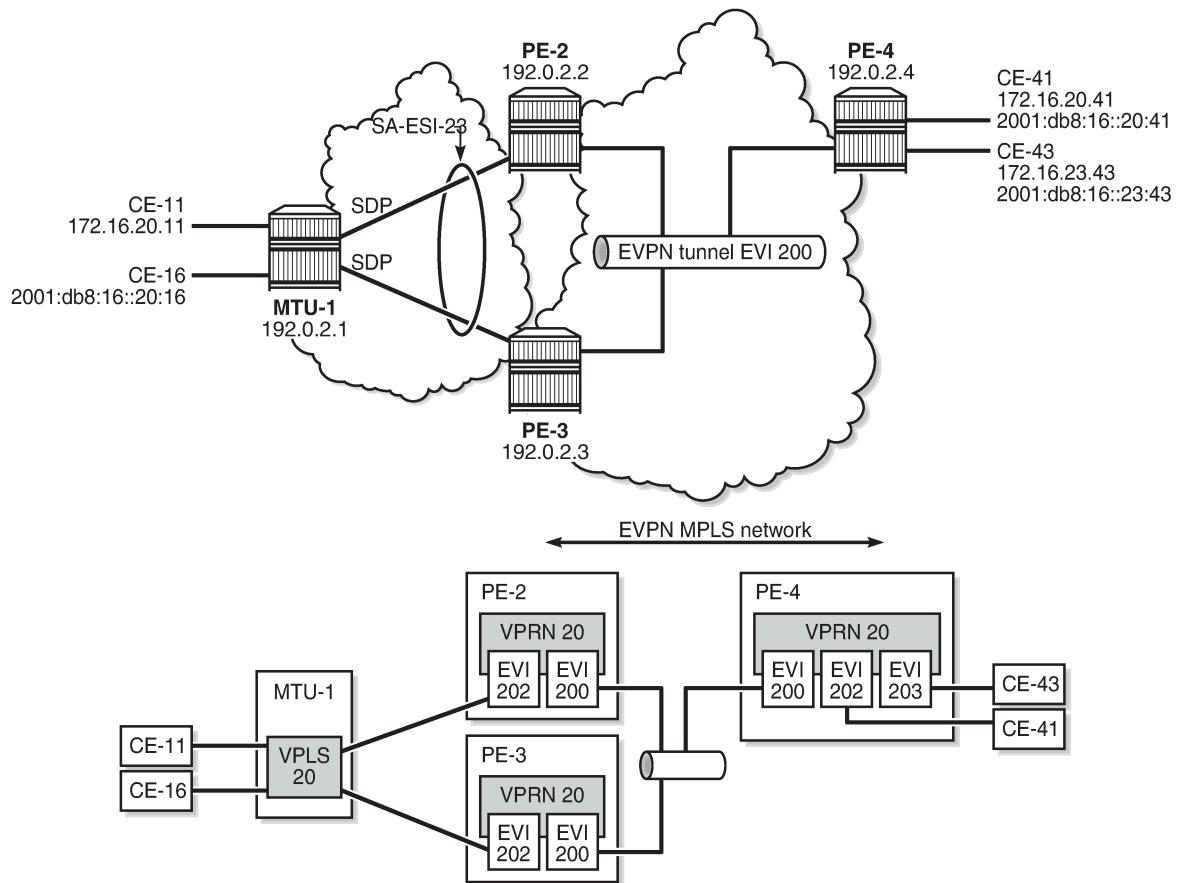 PE-2
192.0.2.2
PE-4
192.0.2.4
CE-41
172.16.20.41
2001:db8:16::20:41
CE-43
172.16.23.43
2001:db8:16::23:43
SA-ESI-23
CE-11
172.16.20.11
SDP
SDP
CE-16
2001:db8:16::20:16
MTU-1
192.0.2.1
EVPN tunnel EVI 200
PE-3
192.0.2.3
EVPN MPLS network
PE-2
VPRN 20
EVI
202
EVI
200
PE-4
VPRN 20
EVI
200
EVI
202
EVI
203
CE-43
CE-41
MTU-1
VPLS
20
CE-11
CE-16
PE-3
VPRN 20
EVI
202
EVI
200